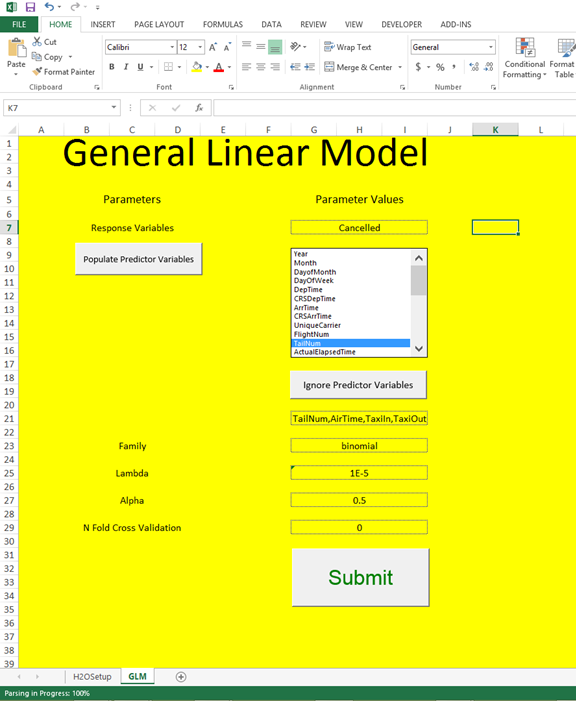 FILE HOME INSERT PAGE LAYOUT FORMULAS DATA REVIEW VIEW DEVELOPER ADD-INS
Cut
Copy
Format Painter
Paste
Clipboard
Calibri 12 A A
B I U A
Font
Wrap Text
Merge & Center
Alignment
General
$ % ,
Number
Conditional
Formatting
Format
Table
K7 fx
A B C D E F G H I J K L
1 General Linear Model
2
3
4
5 Parameters Parameter Values
6
7 Response Variables Cancelled
8
9 Populate Predictor Variables Year
Month
10 DayofMonth
11 DayOfWeek
DepTime
12 CRSDepTime
13 ArrTime
14 CRSArrTime
UniqueCarrier
15 FlightNum
16 TailNum
ActualElapsedTime
17
18 Ignore Predictor Variables
19
20
21 TailNum,AirTime,TaxiIn,TaxiOut
22
23 Family binomial
24
25 Lambda 1E-5
26
27 Alpha 0.5
28
29 N Fold Cross Validation 0
30
31
32
33 Submit
34
35
36
37
38
39
H2OSetup GLM
Parsing in Progress: 100%